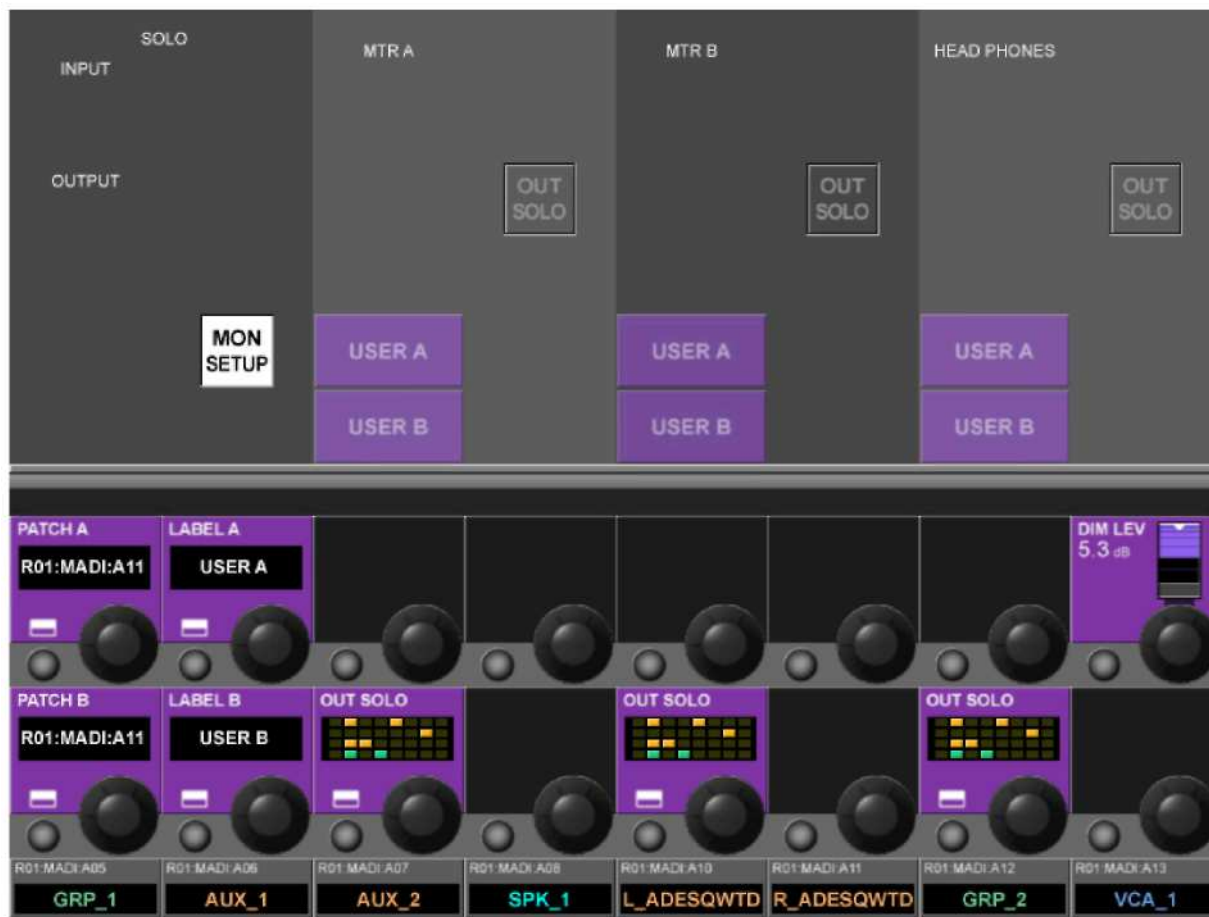 SOLO
INPUT
OUTPUT
MON
SETUP
MTR A
OUT
SOLO
USER A
USER B
MTR B
OUT
SOLO
USER A
USER B
HEAD PHONES
OUT
SOLO
USER A
USER B
PATCH A
R01:MADI:A11
LABEL A
USER A
DIM LEV
5.3 dB
PATCH B
R01:MADI:A11
LABEL B
USER B
OUT SOLO
OUT SOLO
OUT SOLO
R01:MADI:A05
R01:MADI:A06
R01:MADI:A07
R01:MADI:A08
R01:MADI:A10
R01:MADI:A11
R01:MADI:A12
R01:MADI:A13
GRP_1
AUX_1
AUX_2
SPK_1
L_ADESQWTD
R_ADESQWTD
GRP_2
VCA_1